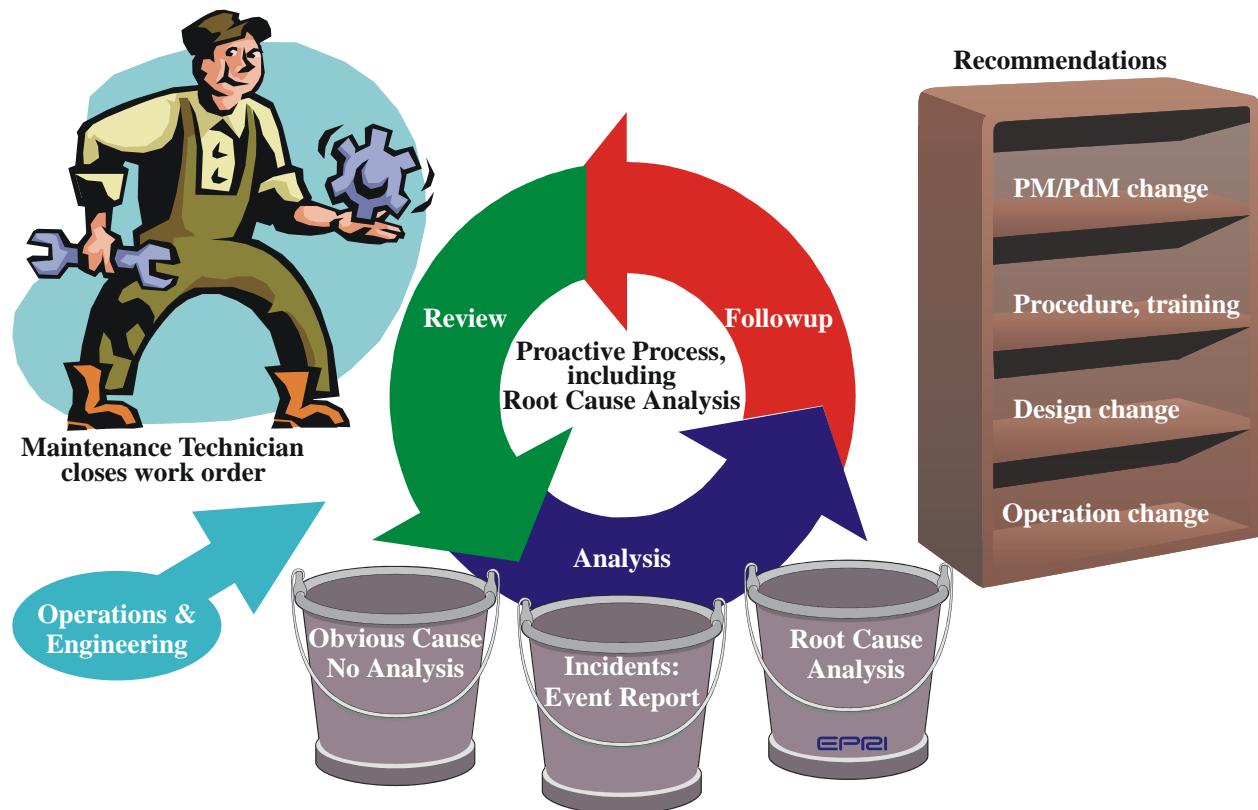 Recommendations
PM/PdM change
Procedure, training
Design change
Operation change
Review
Followup
Proactive Process,
including
Root Cause Analysis
Analysis
Maintenance Technician
closes work order
Operations &
Engineering
Obvious Cause
No Analysis
Incidents:
Event Report
Root Cause
Analysis
EPRI